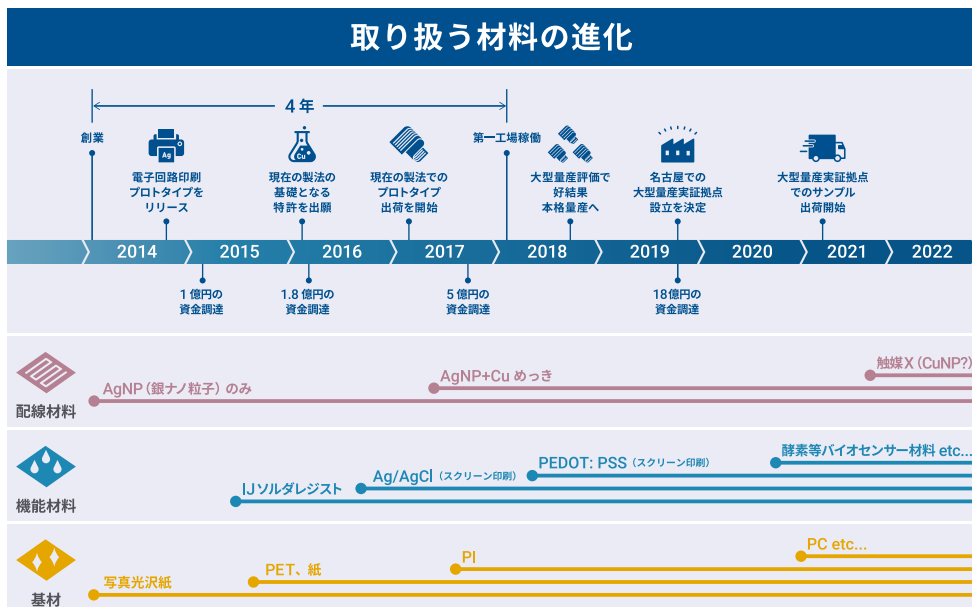 取り扱う材料の進化
4年
創業
第一工場稼働
Ag
電子回路印刷
プロトタイプを
リリース
Cu
現在の製法の
基礎となる
特許を出願
現在の製法での
プロトタイプ
出荷を開始
大型量産評価で
好結果
本格量産へ
名古屋での
大型量産実証拠点
設立を決定
大型量産実証拠点
でのサンプル
出荷開始
2014 2015 2016 2017 2018 2019 2020 2021 2022
1億円の
資金調達
1.8億円の
資金調達
5億円の
資金調達
18億円の
資金調達
配線材料
AgNP（銀ナノ粒子）のみ
AgNP+Cu めっき
触媒X（CuNP?）
機能材料
IJソルダレジスト
Ag/AgCl（スクリーン印刷）
PEDOT: PSS（スクリーン印刷）
酵素等バイオセンサー材料 etc...
基材
写真光沢紙
PET、紙
PI
PC etc...